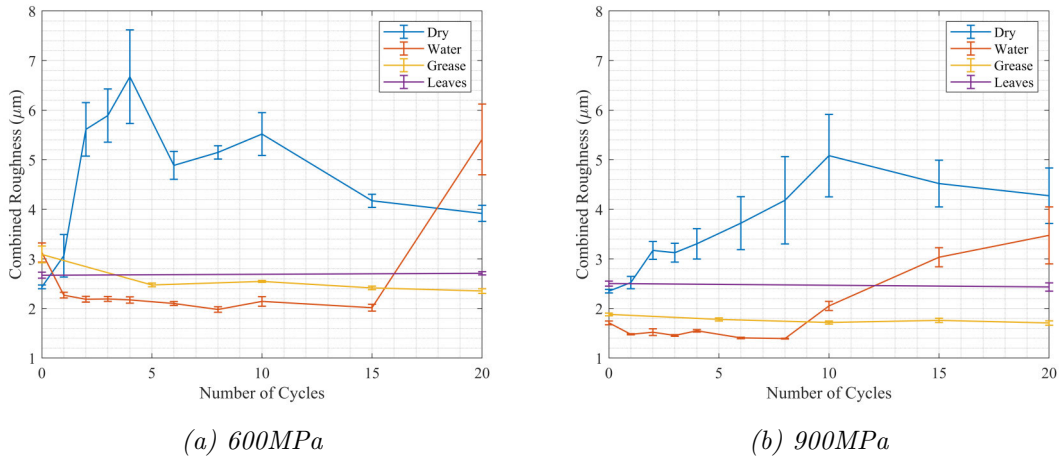 8
7
6
5
4
3
2
1
Combined Roughness (μm)
Dry
Water
Grease
Leaves
0 5 10 15 20
Number of Cycles
(a) 600MPa
8
7
6
5
4
3
2
1
Combined Roughness (μm)
Dry
Water
Grease
Leaves
0 5 10 15 20
Number of Cycles
(b) 900MPa